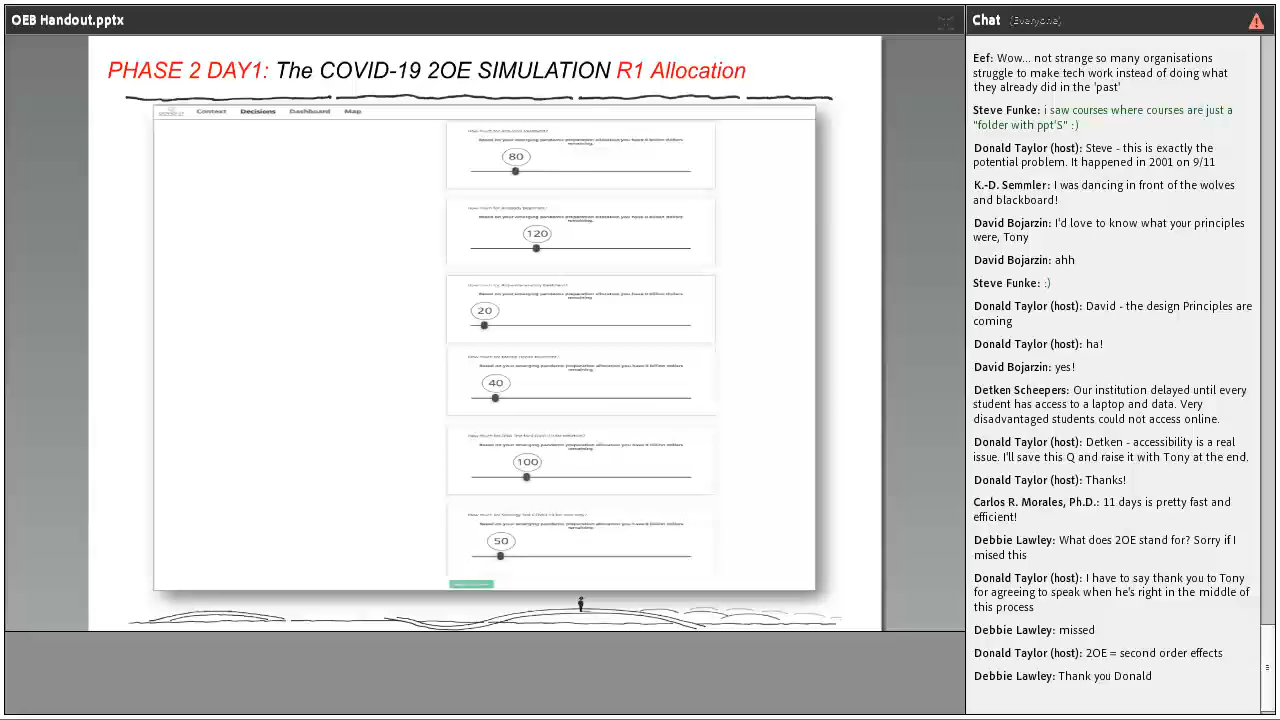 OEB Handout.pptx
PHASE 2 DAY1: The COVID-19 2OE SIMULATION R1 Allocation
Context Decisions Dashboard Map
80
120
20
40
100
50
Chat (Everyone)
Eef: Wow... not strange so many organisations
struggle to make tech work instead of doing what
they already did in the past'
Steve Funke: i saw courses where courses are just a
"folder with ppt'S" :)
Donald Taylor (host): Steve - this is exactly the
potential problem. It happened in 2001 on 9/11
K.-D. Semmler: I was dancing in front of the wolves
and blackboard!
David Bojarzin: I'd love to know what your principles
were, Tony
David Bojarzin: ahh
Steve Funke: :)
Donald Taylor (host): David - the design principles are
coming
Donald Taylor (host): ha!
David Bojarzin: yes!
Detken Scheepers: Our institution delayed until every
student has access to a laptop and data. Very
disadvantaged students could not access online
Donald Taylor (host): Detken - accessibility is a real
issue. I'll save this Q and raise it with Tony at the end.
Donald Taylor (host): Thanks!
Carlos R. Morales, Ph.D.: 11 days is pretty fast and
efficient!
Debbie Lawley: What does 2OE stand for? Sorry if I
mised this
Donald Taylor (host): I have to say thank you to Tony
for agreeing to speak when he's right in the middle of
this process
Debbie Lawley: missed
Donald Taylor (host): 2OE = second order effects
Debbie Lawley: Thank you Donald